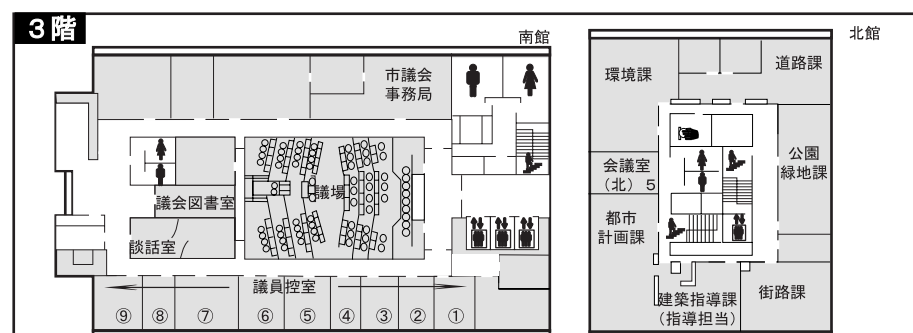 3階
南館
北館
市議会
事務局
議会図書室
談話室
議場
議員控室
⑨ ⑧ ⑦ ⑥ ⑤ ④ ③ ② ①
環境課
道路課
会議室
（北）5
公園
緑地課
都市
計画課
建築指導課
（指導担当）
街路課